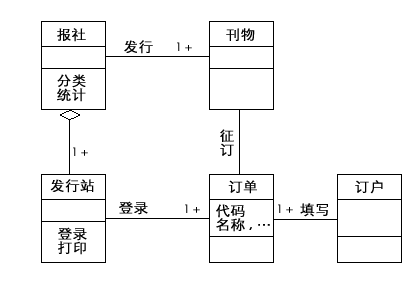 报社
发行
1+
刊物
分类
统计
征
订
1+
发行站
登录
1+
订单
1+
填写
订户
代码
名称,…
登录
打印